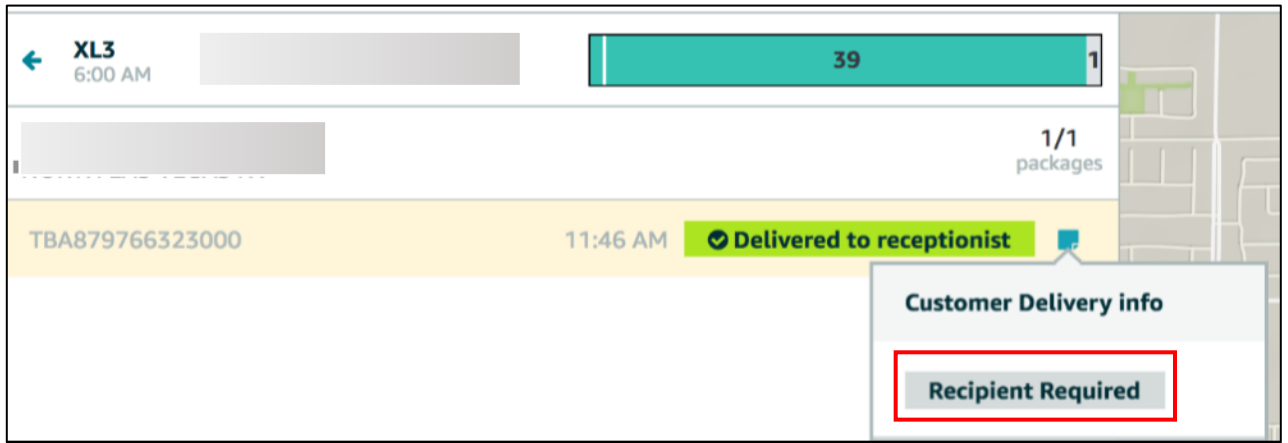 XL3
6:00 AM
39
1
1/1
packages
TBA879766323000
11:46 AM
Delivered to receptionist
Customer Delivery info
Recipient Required